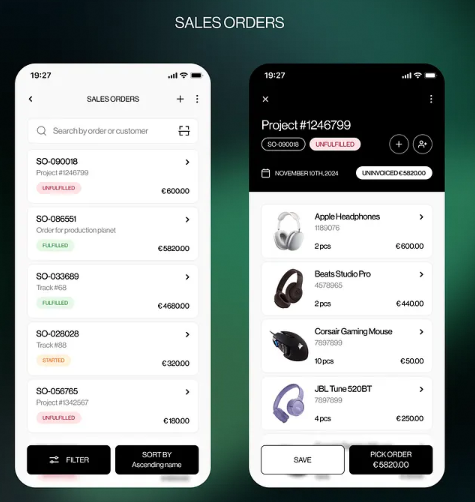 SALES ORDERS
19:27
SALES ORDERS
Search by order or customer
SO-090018
Project #1246799
UNFULFILLED
€600.00
SO-086551
Order for production planet
FULFILLED
€5820.00
SO-033689
Track #68
FULFILLED
€4680.00
SO-028028
Track #88
STARTED
€320.00
SO-056765
Project #1342567
UNFULFILLED
€180.00
FILTER
SORT BY
Ascending name
19:27
Project #1246799
SO-090018
UNFULFILLED
NOVEMBER 10TH, 2024
UNINVOICED €5820.00
Apple Headphones
1189076
2 pcs
€600.00
Beats Studio Pro
4578965
2 pcs
€440.00
Corsair Gaming Mouse
7897899
10 pcs
€50.00
JBL Tune 520BT
7897899
4 pcs
€250.00
SAVE
PICK ORDER
€5820.00